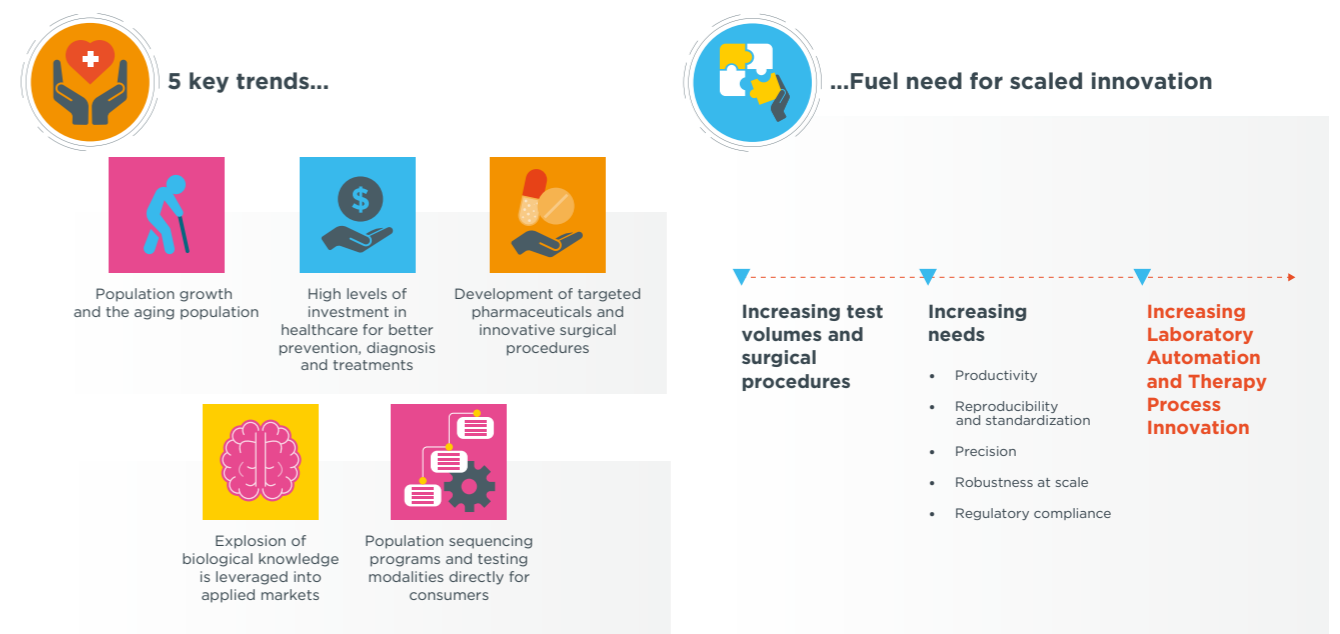 5 key trends...
...Fuel need for scaled innovation
$
Population growth
and the aging population
High levels of
investment in
healthcare for better
prevention, diagnosis
and treatments
Development of targeted
pharmaceuticals and
innovative surgical
procedures
Explosion of
biological knowledge
is leveraged into
applied markets
Population sequencing
programs and testing
modalities directly for
consumers
Increasing test
volumes and
surgical
procedures
Increasing
needs
• Productivity
• Reproducibility
and standardization
• Precision
• Robustness at scale
• Regulatory compliance
Increasing
Laboratory
Automation
and Therapy
Process
Innovation